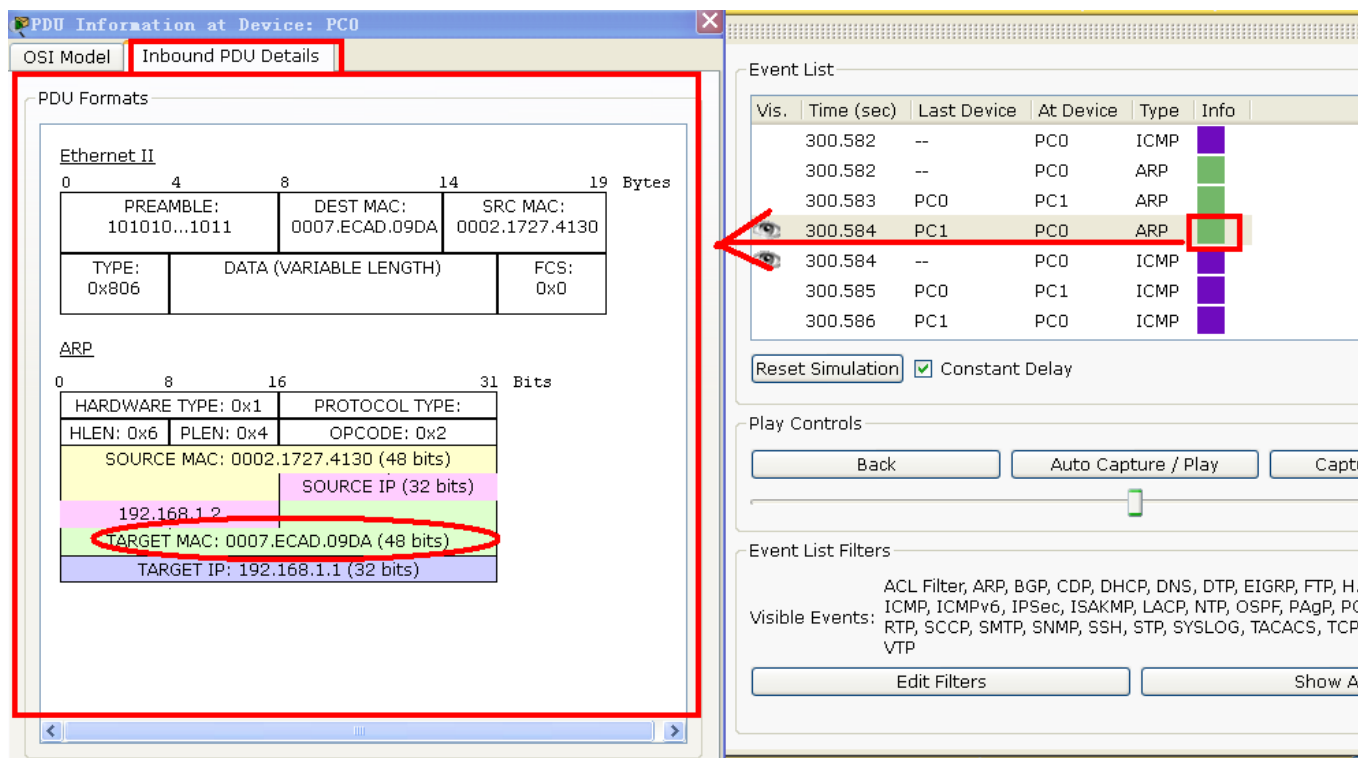 PDU Information at Device: PC0
OSI Model Inbound PDU Details
PDU Formats
Ethernet II
0 4 8 14 19 Bytes
PREAMBLE: DEST MAC: SRC MAC:
101010...1011 0007.ECAD.09DA 0002.1727.4130
TYPE: DATA (VARIABLE LENGTH) FCS:
0x806 0x0
ARP
0 8 16 31 Bits
HARDWARE TYPE: 0x1 PROTOCOL TYPE:
HLEN: 0x6 PLEN: 0x4 OPCODE: 0x2
SOURCE MAC: 0002.1727.4130 (48 bits)
SOURCE IP (32 bits)
192.168.1.2
TARGET MAC: 0007.ECAD.09DA (48 bits)
TARGET IP: 192.168.1.1 (32 bits)
Event List
Vis. Time (sec) Last Device At Device Type Info
300.582 -- PC0 ICMP
300.582 -- PC0 ARP
300.583 PC0 PC1 ARP
300.584 PC1 PC0 ARP
300.584 -- PC0 ICMP
300.585 PC0 PC1 ICMP
300.586 PC1 PC0 ICMP
Reset Simulation Constant Delay
Play Controls
Back Auto Capture / Play Capt
Event List Filters
ACL Filter, ARP, BGP, CDP, DHCP, DNS, DTP, EIGRP, FTP, H.
Visible Events: ICMP, ICMPv6, IPSec, ISAKMP, LACP, NTP, OSPF, PAgP, PO
RTP, SCCP, SMTP, SNMP, SSH, STP, SYSLOG, TACACS, TCP
VTP
Edit Filters Show A